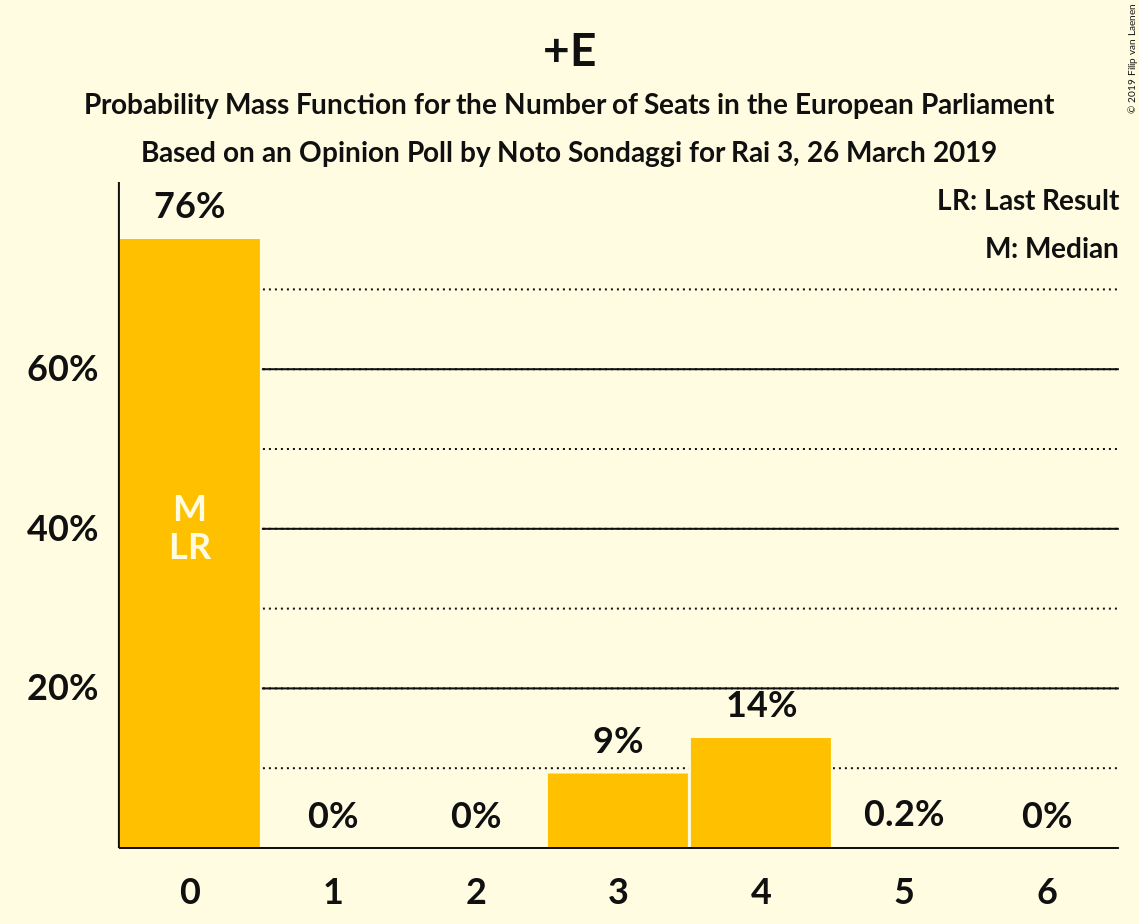 +E
Probability Mass Function for the Number of Seats in the European Parliament
Based on an Opinion Poll by Noto Sondaggi for Rai 3, 26 March 2019
© 2019 Filip van Laenen
LR: Last Result
M: Median
76%
60%
40%
20%
M
LR
0%
0%
9%
14%
0.2%
0%
0 1 2 3 4 5 6